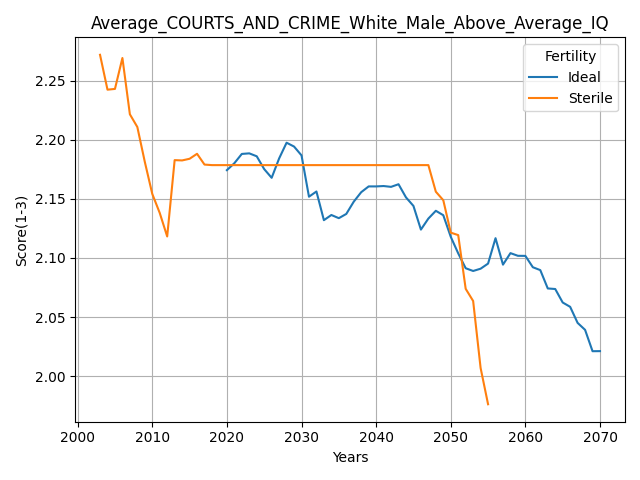 Average_COURTS_AND_CRIME_White_Male_Above_Average_IQ
Fertility
Ideal
Sterile
Score(1-3)
2.25
2.20
2.15
2.10
2.05
2.00
2000 2010 2020 2030 2040 2050 2060 2070
Years